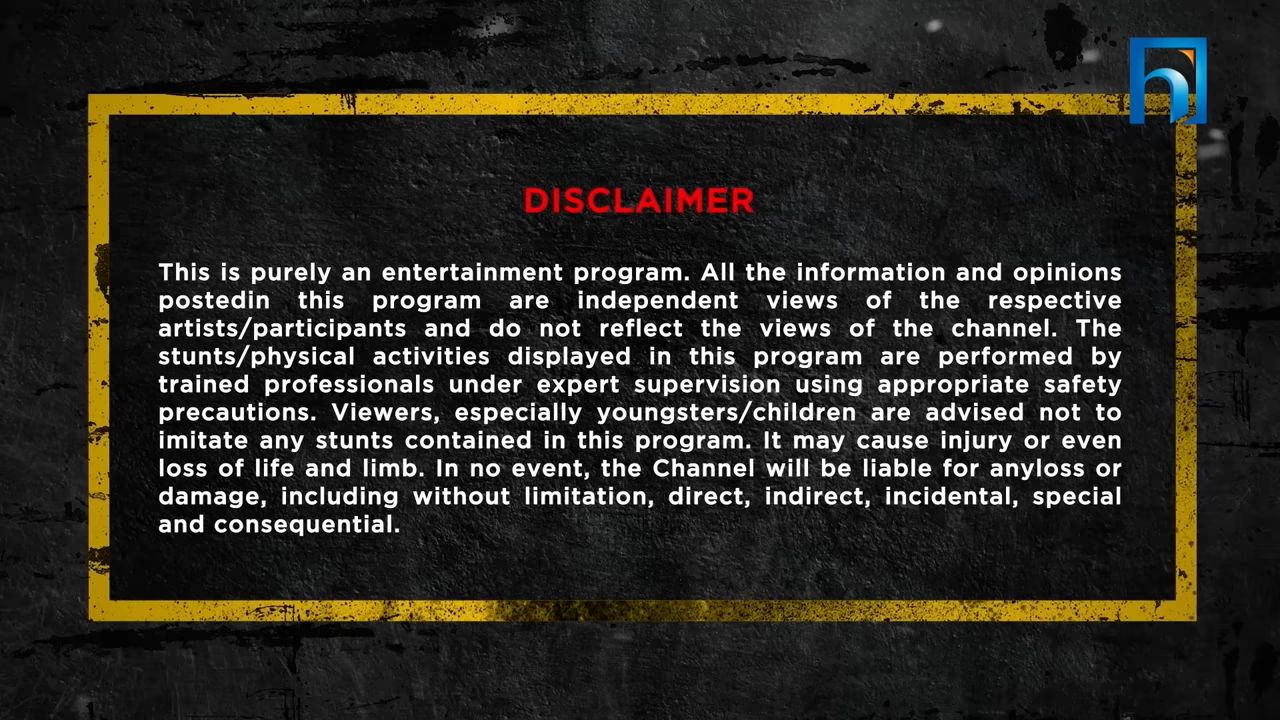 DISCLAIMER
This is purely an entertainment program. All the information and opinions
postedin this program are independent views of the respective
artists/participants and do not reflect the views of the channel. The
stunts/physical activities displayed in this program are performed by
trained professionals under expert supervision using appropriate safety
precautions. Viewers, especially youngsters/children are advised not to
imitate any stunts contained in this program. It may cause injury or even
loss of life and limb. In no event, the Channel will be liable for anyloss or
damage, including without limitation, direct, indirect, incidental, special
and consequential.